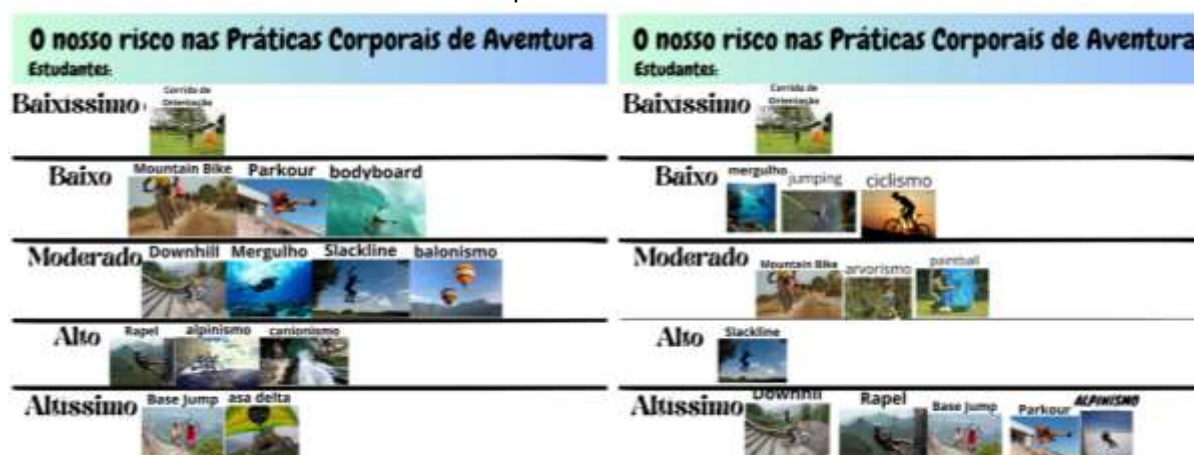 O nosso risco nas Práticas Corporais de Aventura
Estudantes:
Baixíssimo
Corrida de
Orientação
Baixo
Mountain Bike
Parkour
bodyboard
Moderado
Downhill
Mergulho
Slackline
balonismo
Alto
Rapel
alpinismo
canionismo
Altíssimo
Base Jump
asa delta
O nosso risco nas Práticas Corporais de Aventura
Estudantes:
Baixíssimo
Corrida de
Orientação
Baixo
mergulho
jumping
ciclismo
Moderado
Mountain Bike
arvorismo
paintball
Alto
Slackline
Altíssimo
Downhill
Rapel
Base Jump
Parkour
ALPINISMO